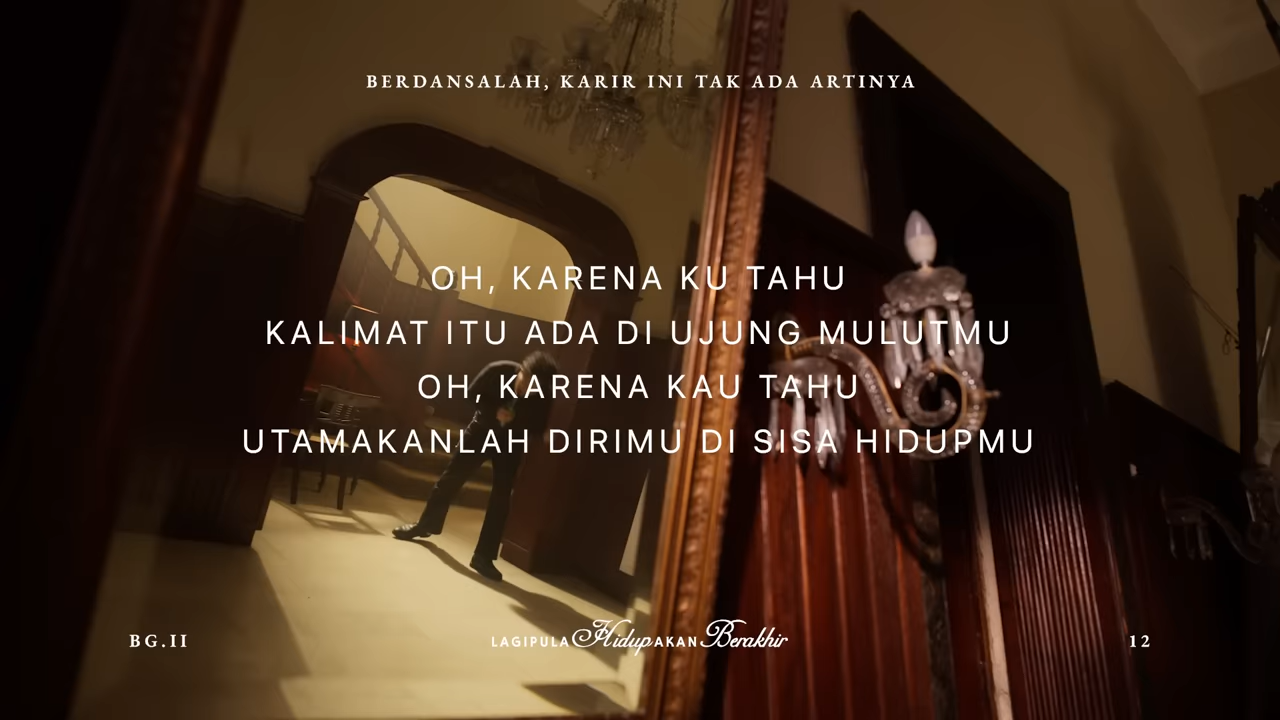 BERDANSALAH, KARIR INI TAK ADA ARTINYA
OH, KARENA KU TAHU
KALIMAT ITU ADA DI UJUNG MULUTMU
OH, KARENA KAU TAHU
UTAMAKANLAH DIRIMU DI SISA HIDUPMU
BG.II
LAGIPULA Hidup AKAN Berakhir
12